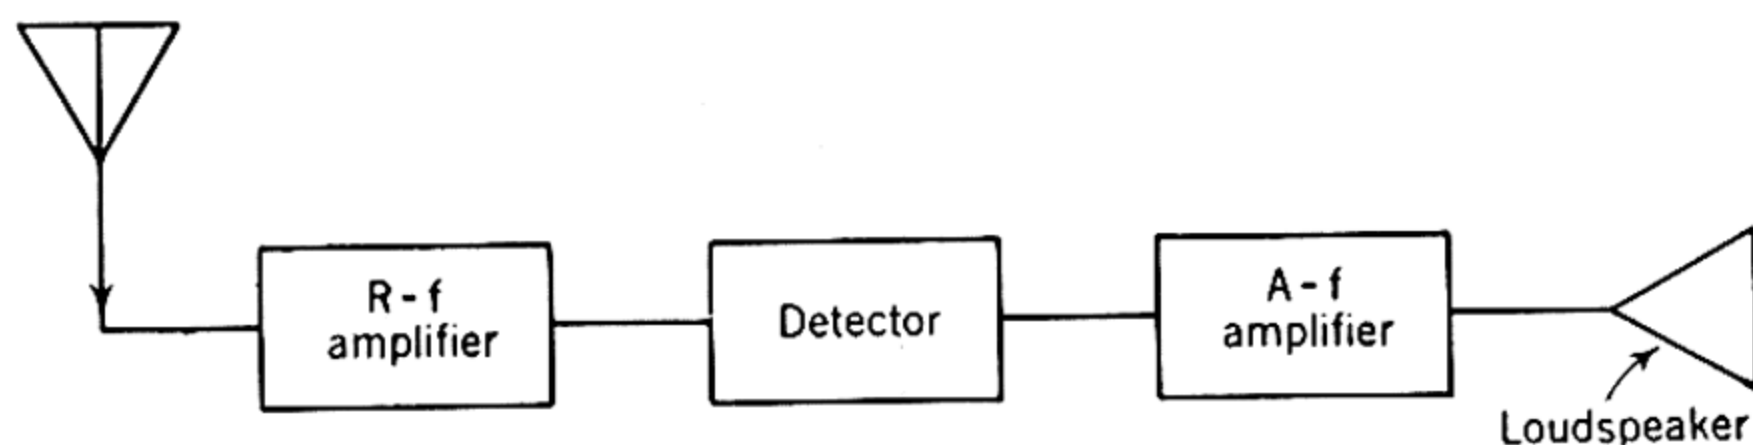 R-f
amplifier
Detector
A-f
amplifier
Loudspeaker